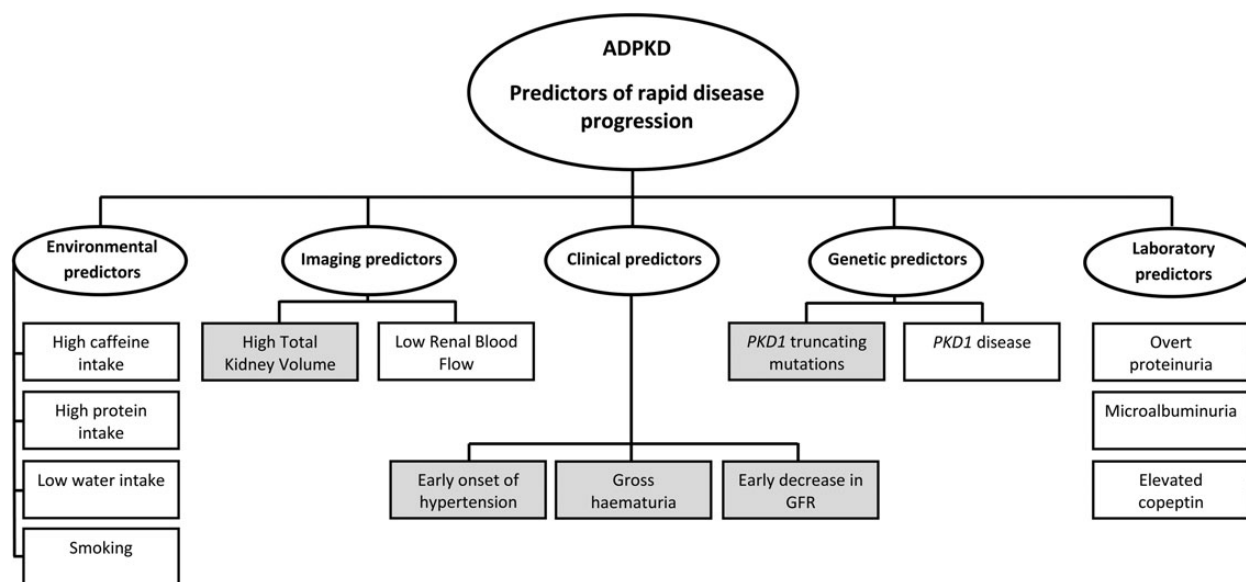 ADPKD
Predictors of rapid disease
progression
Environmental
predictors
Imaging predictors
Clinical predictors
Genetic predictors
Laboratory
predictors
High caffeine
intake
High protein
intake
Low water intake
Smoking
High Total
Kidney Volume
Low Renal Blood
Flow
Early onset of
hypertension
Gross
haematuria
Early decrease in
GFR
PKD1 truncating
mutations
PKD1 disease
Overt
proteinuria
Microalbuminuria
Elevated
copeptin